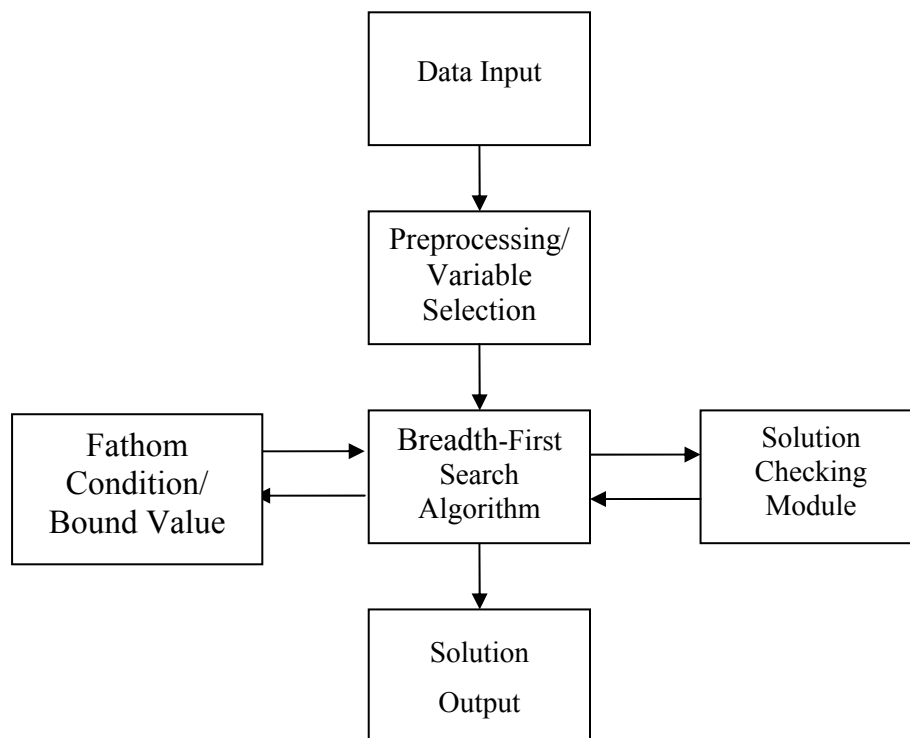 Data Input
Preprocessing/
Variable
Selection
Fathom
Condition/
Bound Value
Breadth-First
Search
Algorithm
Solution
Checking
Module
Solution
Output